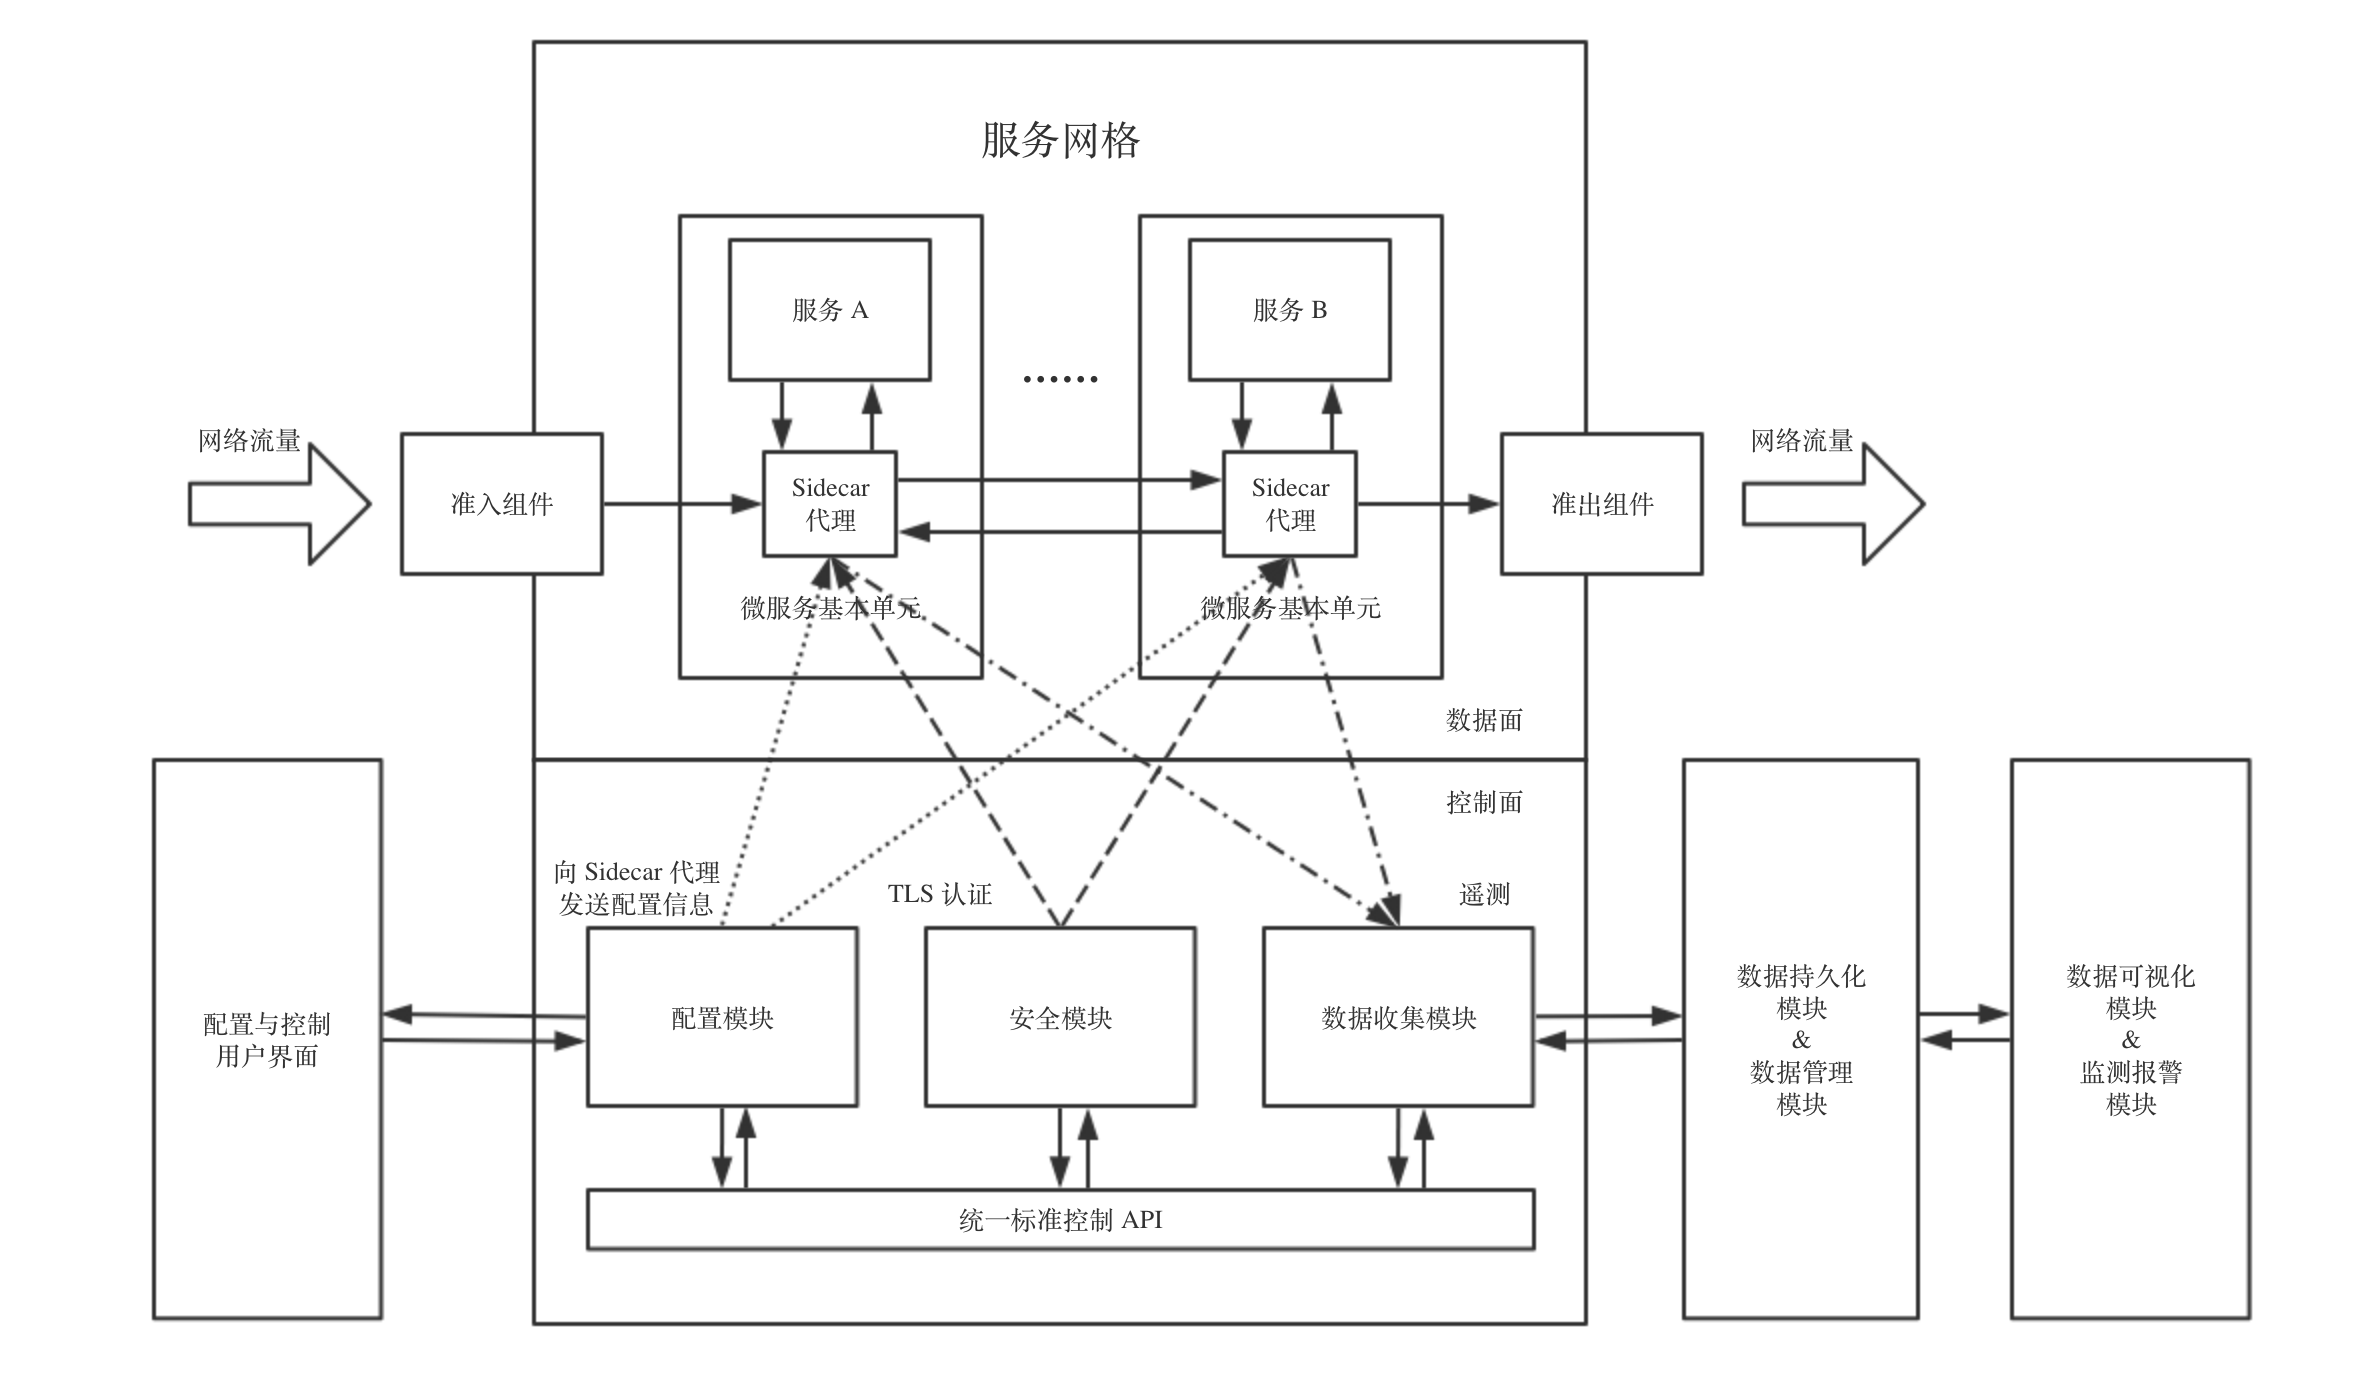 服务网格
服务 A
服务 B
......
网络流量
准入组件
Sidecar
代理
Sidecar
代理
准出组件
网络流量
微服务基本单元
微服务基本单元
数据面
控制面
向 Sidecar 代理
发送配置信息
TLS 认证
遥测
配置与控制
用户界面
配置模块
安全模块
数据收集模块
数据持久化
模块
&
数据管理
模块
数据可视化
模块
&
监测报警
模块
统一标准控制 API